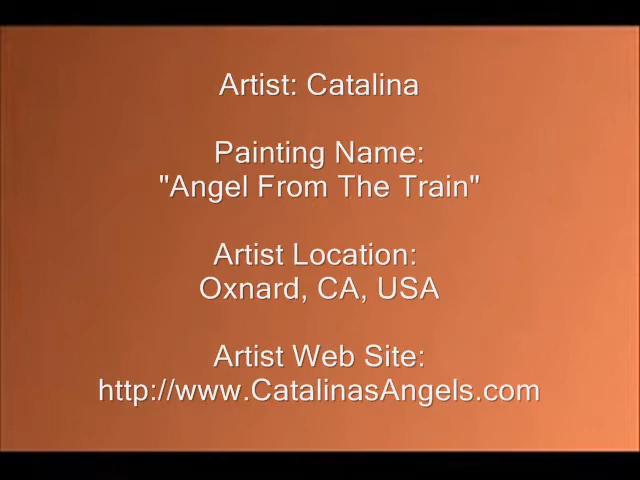 Artist: Catalina
Painting Name:
"Angel From The Train"
Artist Location:
Oxnard, CA, USA
Artist Web Site:
http://www.CatalinasAngels.com